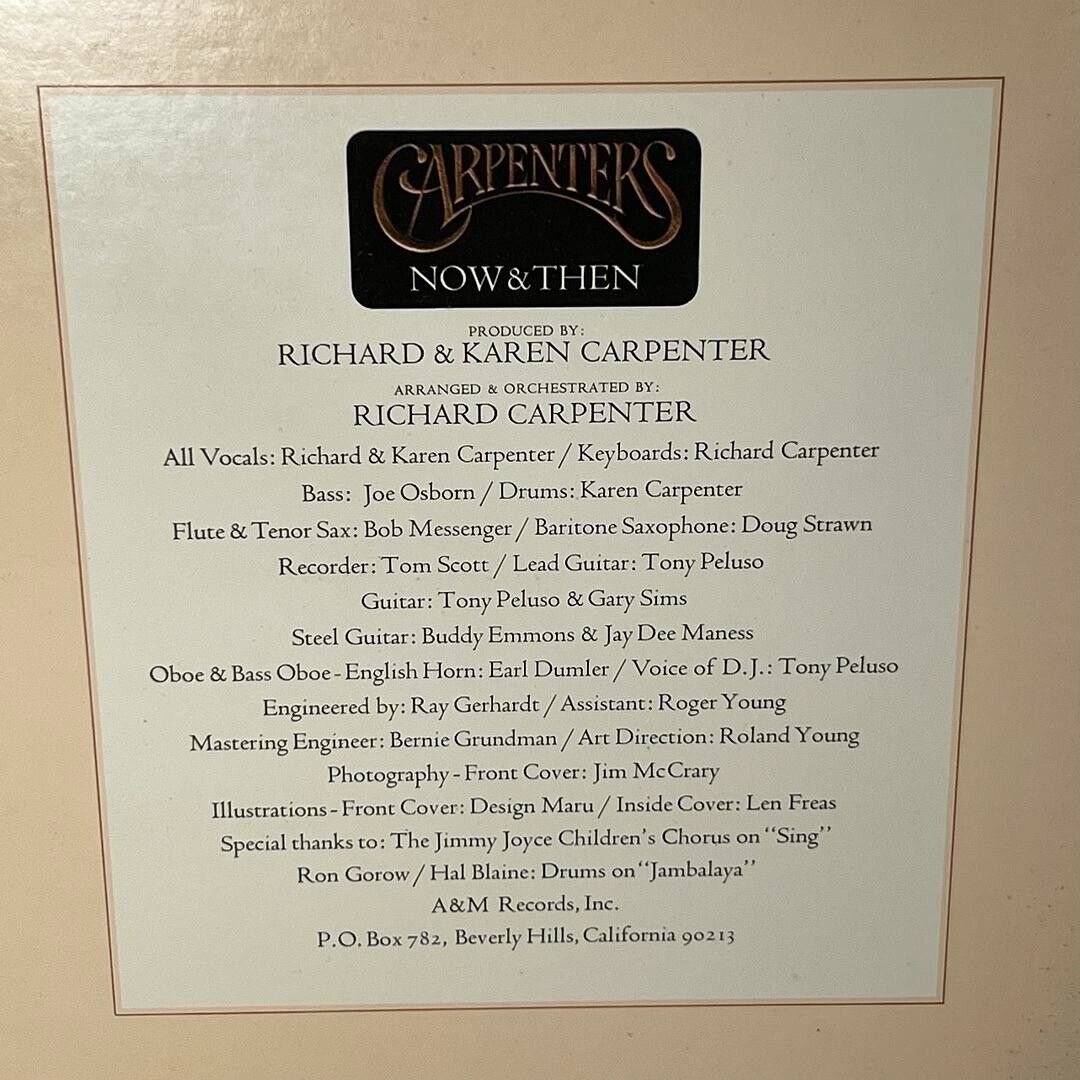 CARPENTERS
NOW & THEN
PRODUCED BY:
RICHARD & KAREN CARPENTER
ARRANGED & ORCHESTRATED BY:
RICHARD CARPENTER
All Vocals: Richard & Karen Carpenter / Keyboards: Richard Carpenter
Bass: Joe Osborn / Drums: Karen Carpenter
Flute & Tenor Sax: Bob Messenger / Baritone Saxophone: Doug Strawn
Recorder: Tom Scott / Lead Guitar: Tony Peluso
Guitar: Tony Peluso & Gary Sims
Steel Guitar: Buddy Emmons & Jay Dee Maness
Oboe & Bass Oboe - English Horn: Earl Dumler / Voice of D.J.: Tony Peluso
Engineered by: Ray Gerhardt / Assistant: Roger Young
Mastering Engineer: Bernie Grundman / Art Direction: Roland Young
Photography - Front Cover: Jim McCrary
Illustrations - Front Cover: Design Maru / Inside Cover: Len Freas
Special thanks to: The Jimmy Joyce Children's Chorus on "Sing"
Ron Gorow / Hal Blaine: Drums on "Jambalaya"
A&M Records, Inc.
P.O. Box 782, Beverly Hills, California 90213